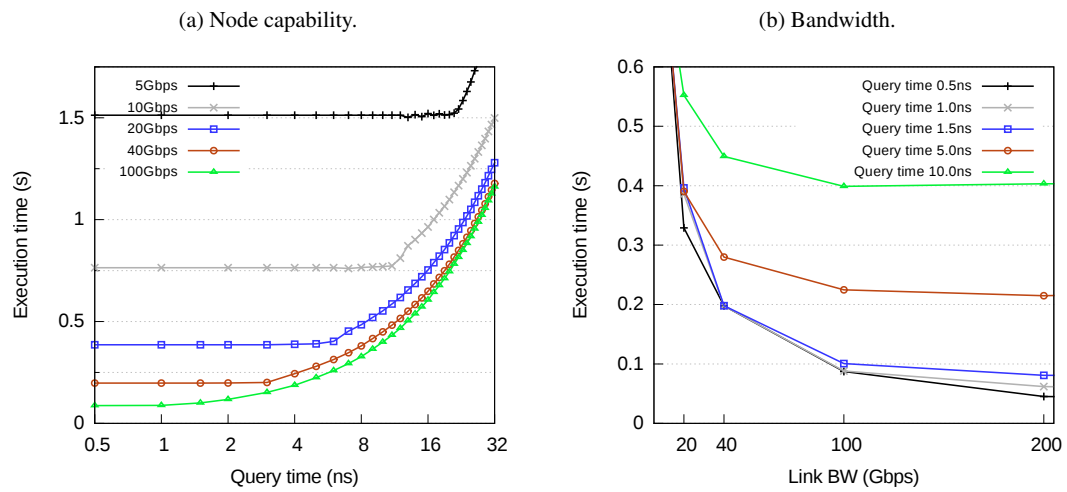 (a) Node capability.
Execution time (s)
1.5
1
0.5
0
5Gbps
10Gbps
20Gbps
40Gbps
100Gbps
0.5 1 2 4 8 16 32
Query time (ns)
(b) Bandwidth.
Execution time (s)
0.6
0.5
0.4
0.3
0.2
0.1
0
Query time 0.5ns
Query time 1.0ns
Query time 1.5ns
Query time 5.0ns
Query time 10.0ns
20 40 100 200
Link BW (Gbps)